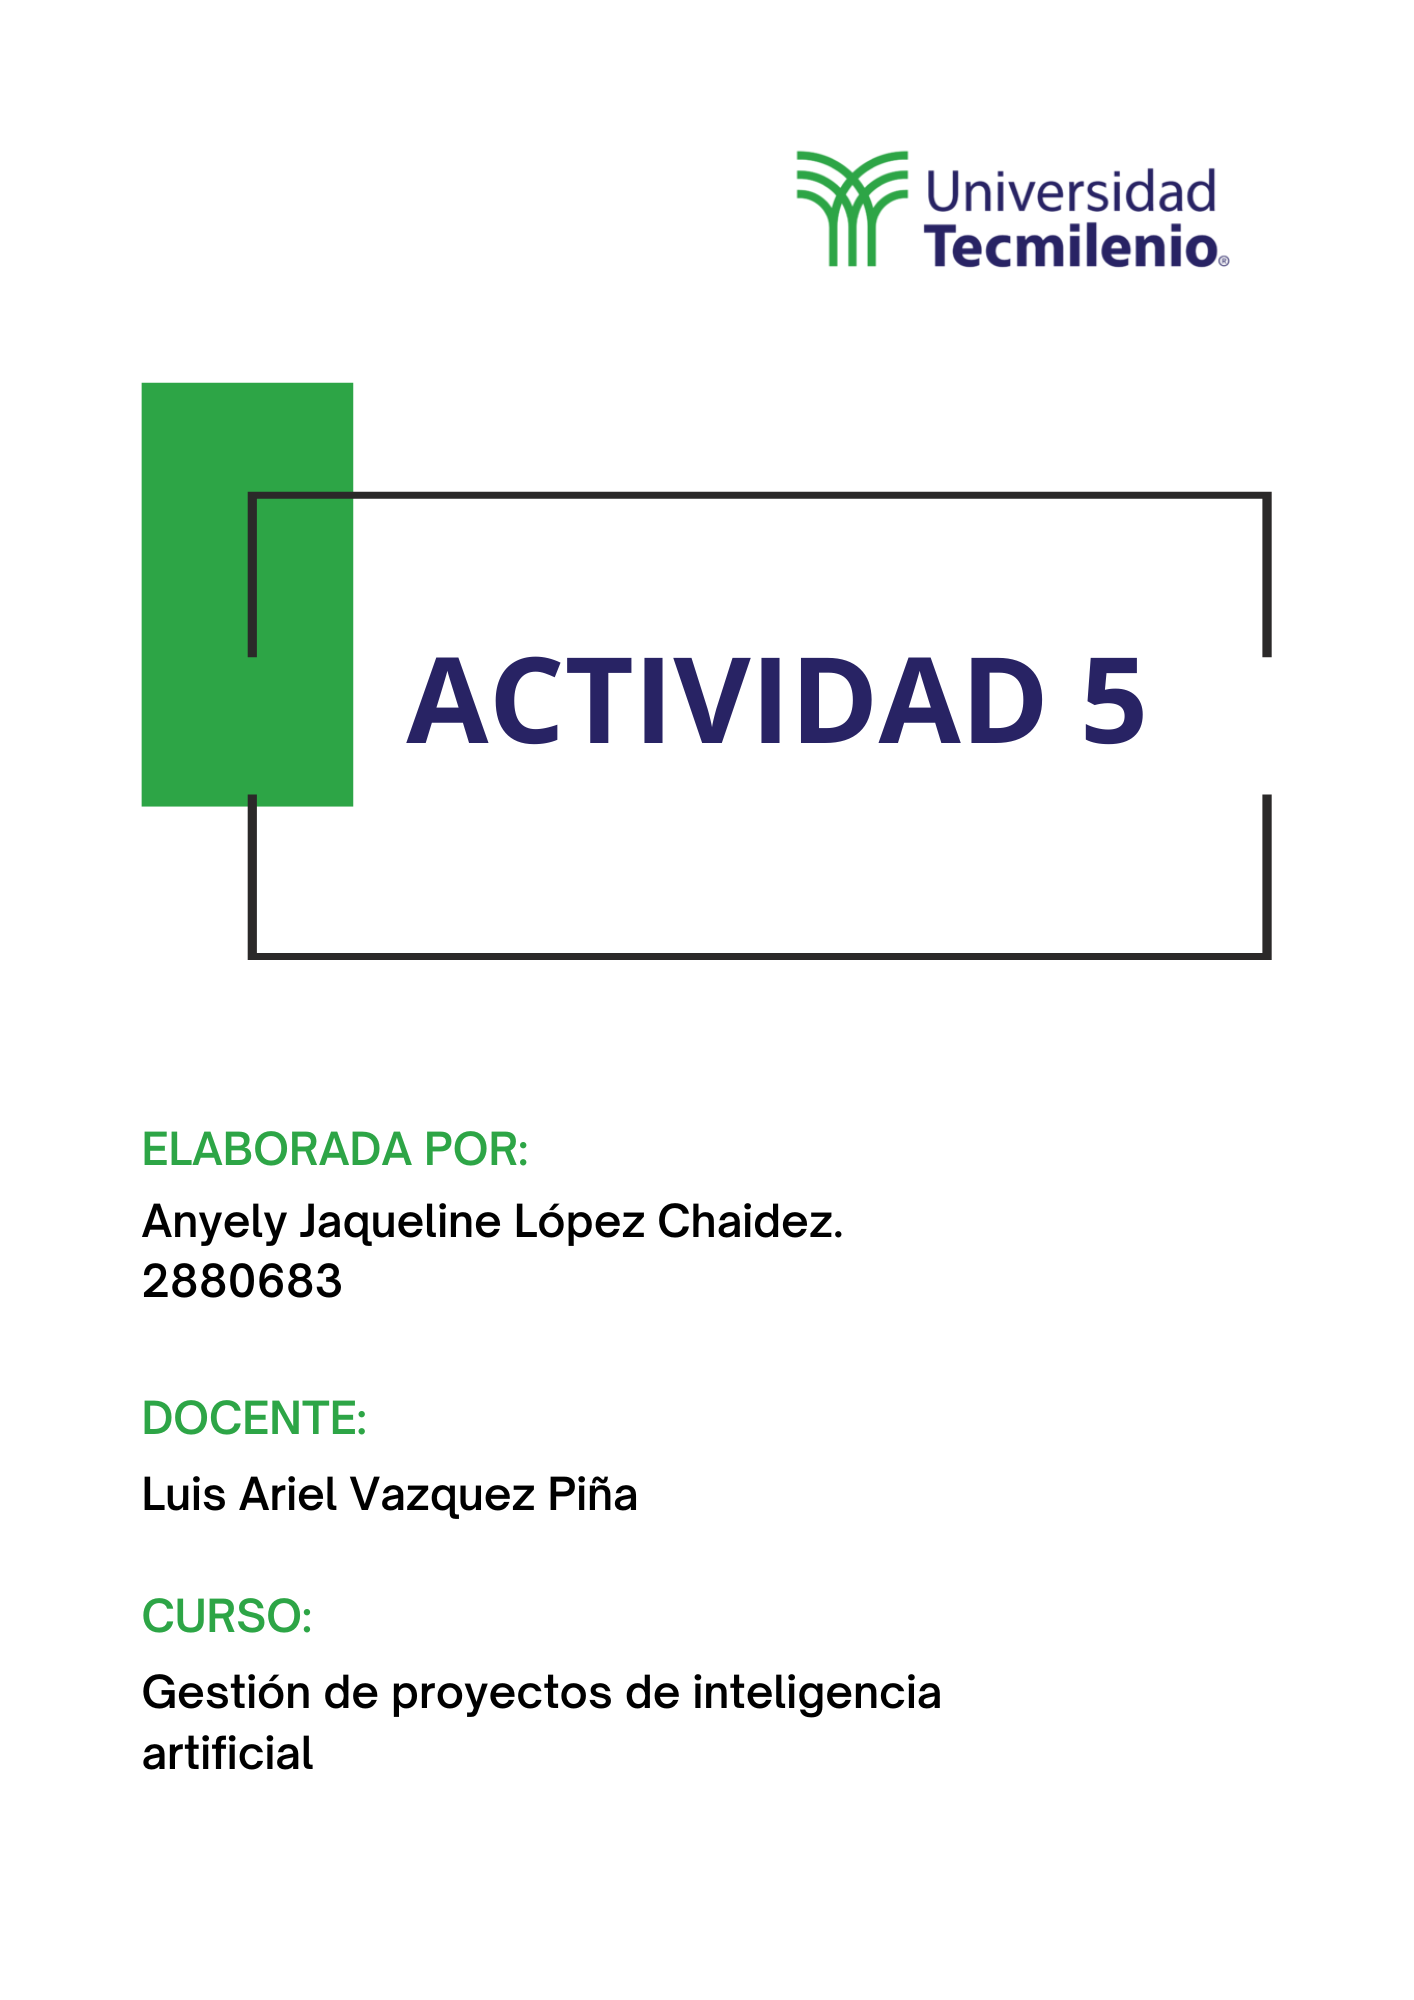 Universidad
Tecmilenio®
ACTIVIDAD 5
ELABORADA POR:
Anyely Jaqueline López Chaidez.
2880683
DOCENTE:
Luis Ariel Vazquez Piña
CURSO:
Gestión de proyectos de inteligencia
artificial